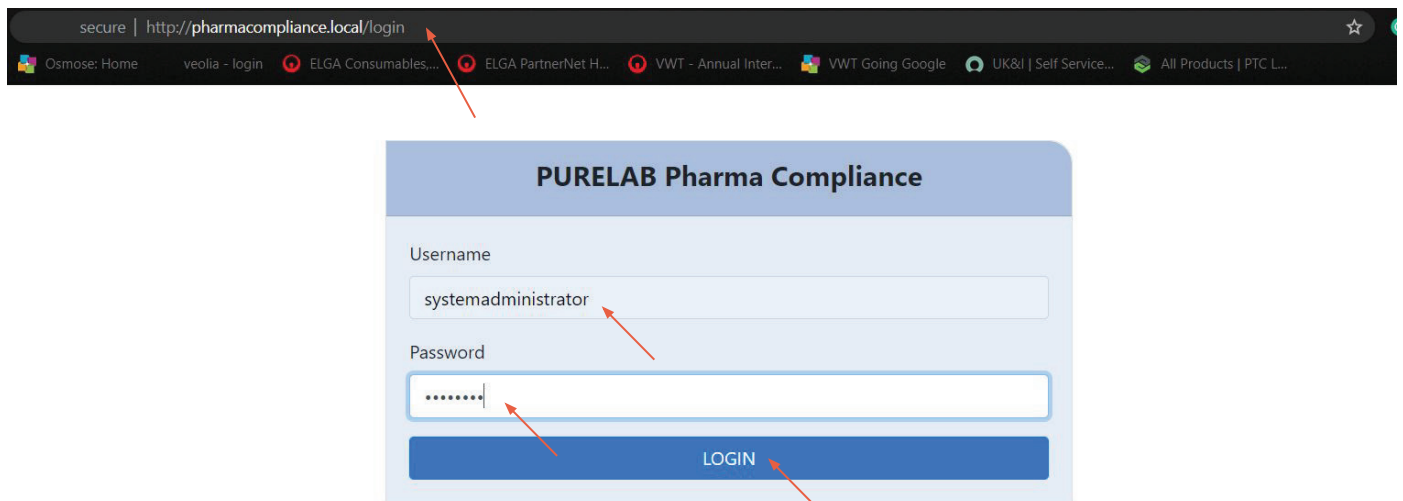 secure | http://pharmacompliance.local/login
Osmose: Home veolia - login ELGA Consumables,... ELGA PartnerNet H... VWT - Annual Inter... VWT Going Google UK&I | Self Service... All Products | PTC L...
PURELAB Pharma Compliance
Username
systemadministrator
Password
••••••••
LOGIN